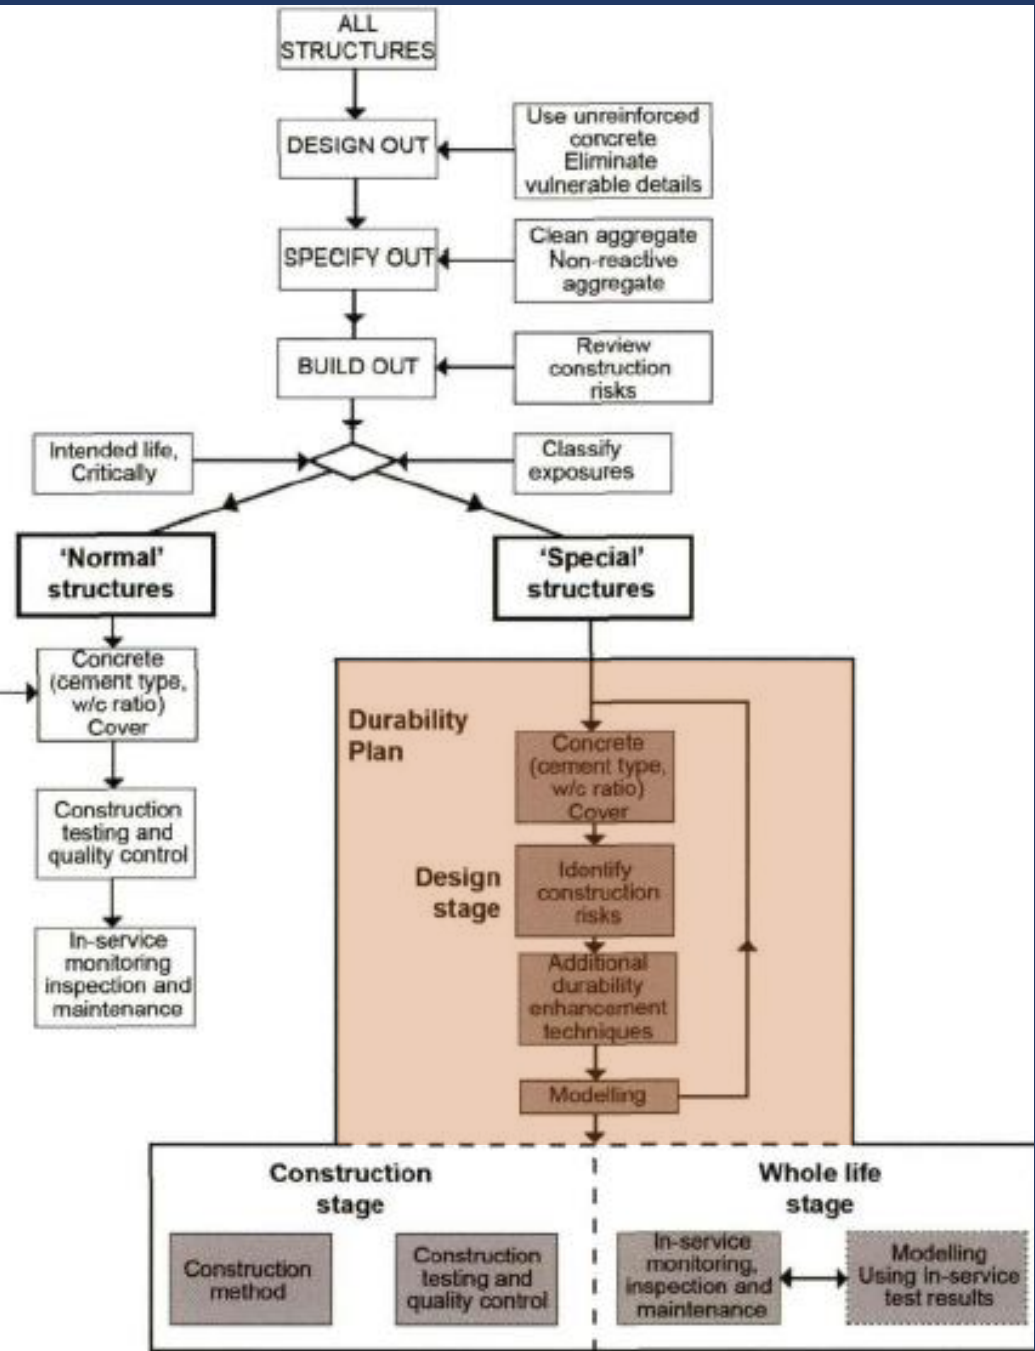 ALL
STRUCTURES
DESIGN OUT
Use unreinforced
concrete
Eliminate
vulnerable details
SPECIFY OUT
Clean aggregate
Non-reactive
aggregate
BUILD OUT
Review
construction
risks
Intended life,
Critically
Classify
exposures
'Normal'
structures
'Special'
structures
Concrete
(cement type,
w/c ratio)
Cover
Construction
testing and
quality control
In-service
monitoring
inspection and
maintenance
Durability
Plan
Concrete
(cement type,
w/c ratio)
Cover
Design
stage
Identify
construction
risks
Additional
durability
enhancement
techniques
Modelling
Construction
stage
Construction
method
Construction
testing and
quality control
Whole life
stage
In-service
monitoring,
inspection and
maintenance
Modelling
Using In-service
test results